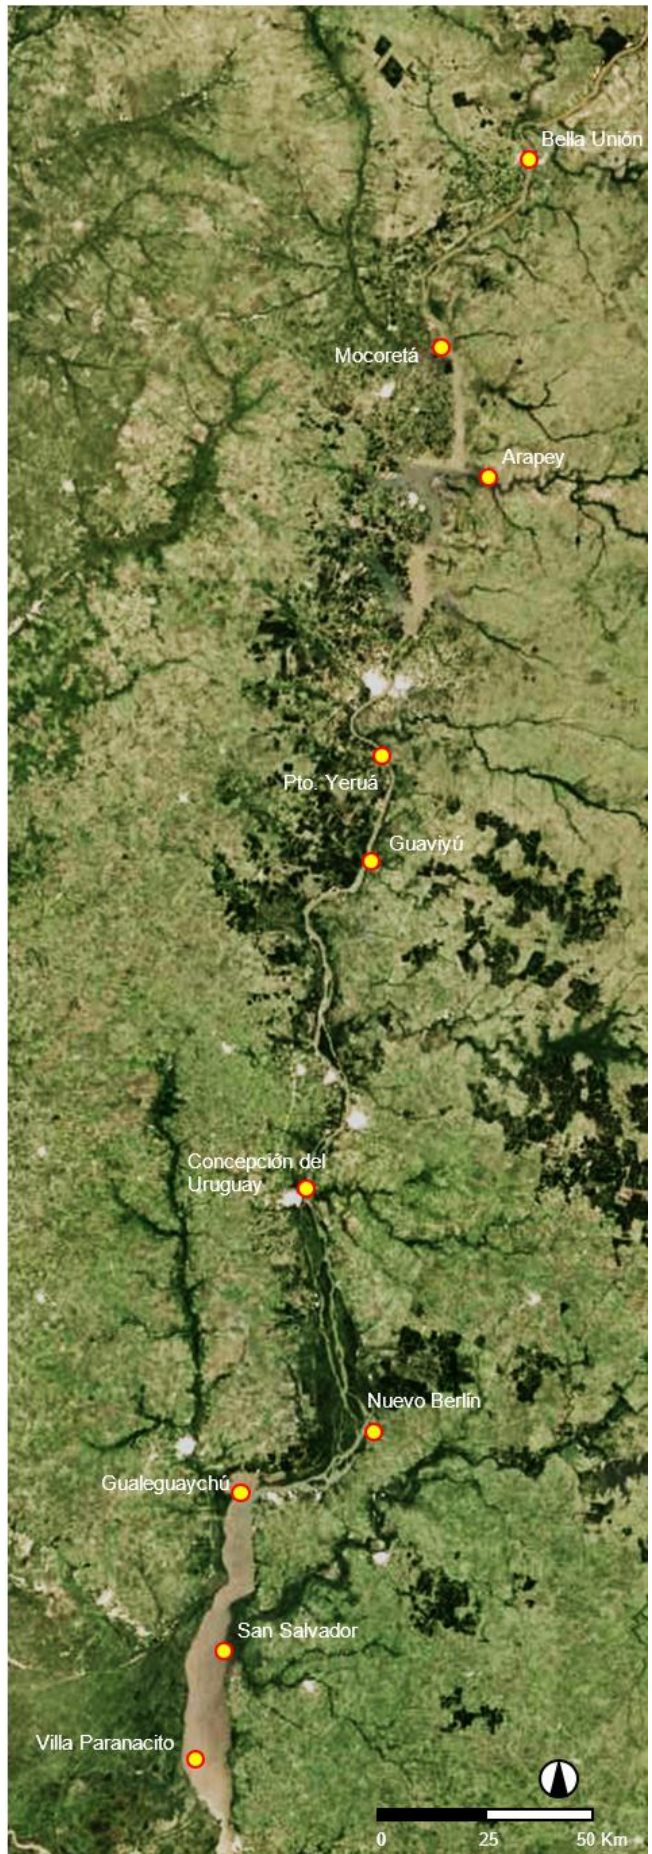 Bella Unión
Mocoretá
Arapey
Pto. Yeruá
Guaviyú
Concepción del
Uruguay
Nuevo Berlín
Gualeguaychú
San Salvador
Villa Paranacito
0 25 50 Km